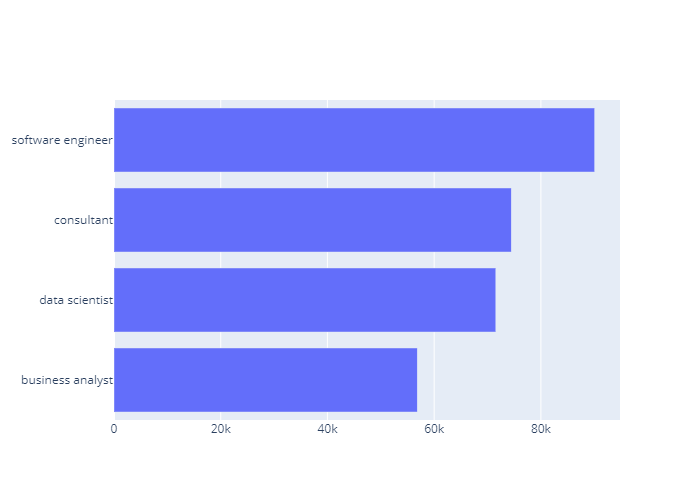 software engineer
consultant
data scientist
business analyst
0 20k 40k 60k 80k